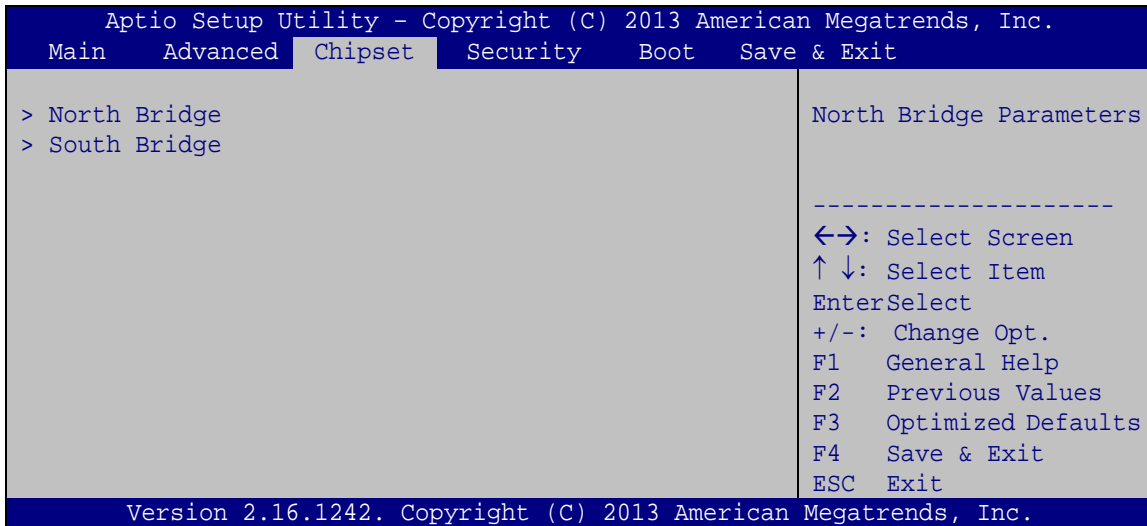 Aptio Setup Utility – Copyright (C) 2013 American Megatrends, Inc.
Main Advanced Chipset Security Boot Save & Exit
> North Bridge
> South Bridge
North Bridge Parameters
---------------------
←→: Select Screen
↑ ↓: Select Item
EnterSelect
+/-: Change Opt.
F1 General Help
F2 Previous Values
F3 Optimized Defaults
F4 Save & Exit
ESC Exit
Version 2.16.1242. Copyright (C) 2013 American Megatrends, Inc.